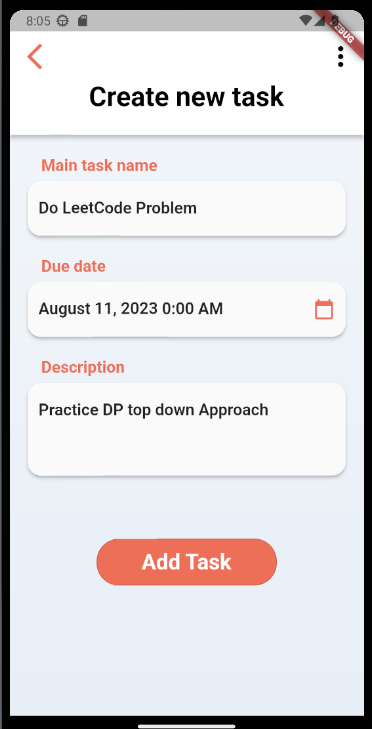 8:05
DEBUG
Create new task
Main task name
Do LeetCode Problem
Due date
August 11, 2023 0:00 AM
Description
Practice DP top down Approach
Add Task